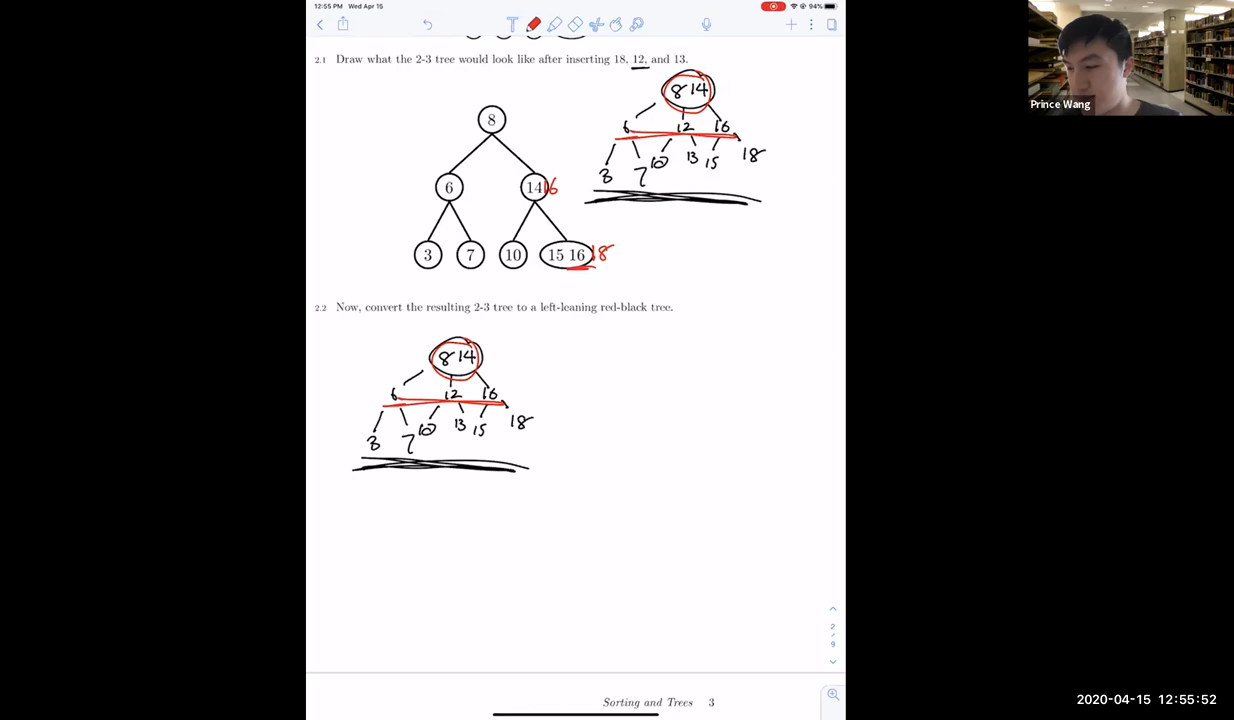 12:55 PM Wed Apr 15
94%
2.1 Draw what the 2-3 tree would look like after inserting 18, 12, and 13.
8 14
6 12 16
3 7 10 13 15 18
8
6 14 16
3 7 10 15 16 18
2.2 Now, convert the resulting 2-3 tree to a left-leaning red-black tree.
8 14
6 12 16
3 7 10 13 15 18
2
/
9
Sorting and Trees 3
Prince Wang
2020-04-15 12:55:52